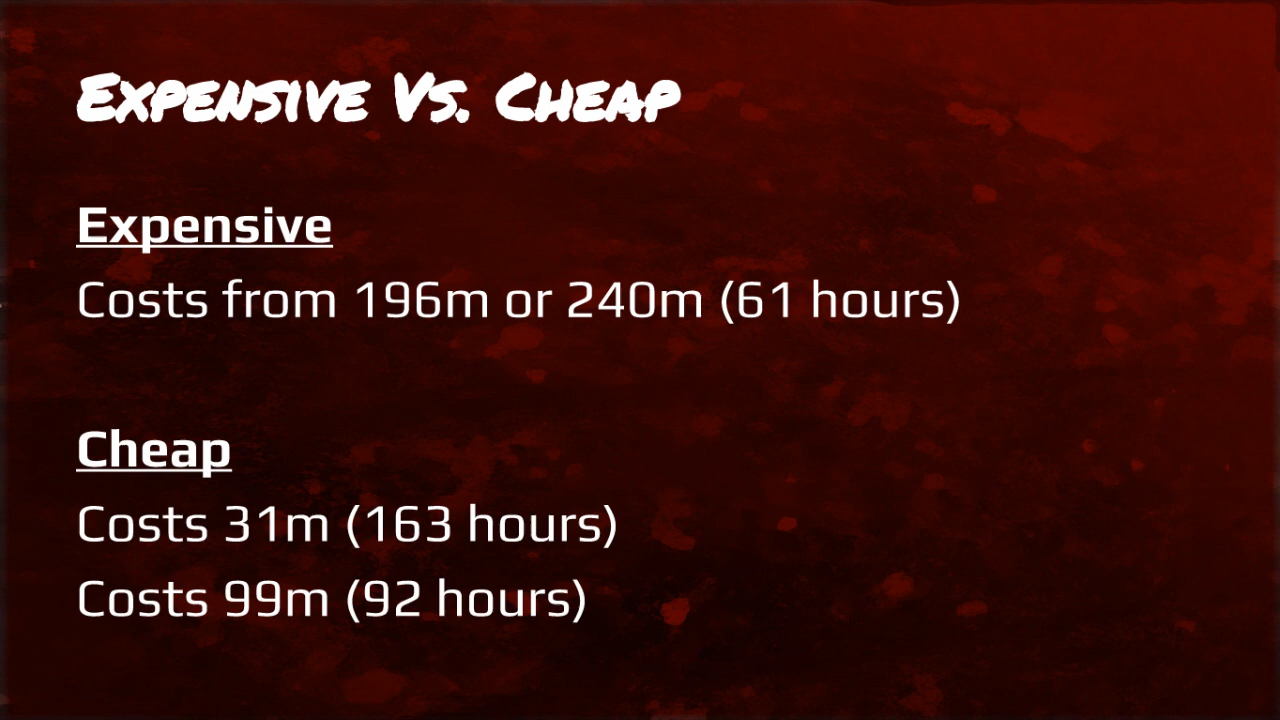 Expensive Vs. Cheap
Expensive
Costs from 196m or 240m (61 hours)
Cheap
Costs 31m (163 hours)
Costs 99m (92 hours)